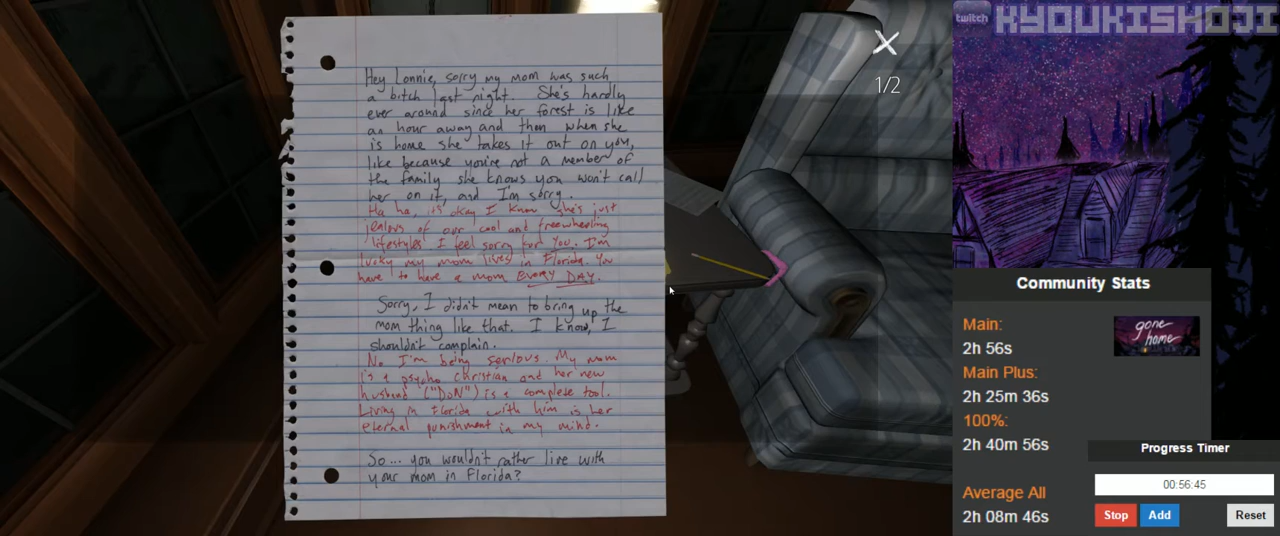 Hey Lonnie, sorry my mom was such
a bitch last night. She's hardly
ever around since her forest is like
an hour away and then when she
is home she takes it out on you,
like because you're not a member of
the family she knows you won't call
her on it, and I'm sorry.
Ha ha, it's okay I know she's just
jealous of our cool and freewheeling
lifestyles I feel sorry for you. I'm
lucky my mom lives in Florida. You
have to have a mom EVERY DAY.
Sorry, I didn't mean to bring up the
mom thing like that. I know, I
shouldn't complain.
No I'm being serious. My mom
is a psycho christian and her new
husband ("DON") is a complete tool.
Living in Florida with him is her
eternal punishment in my mind.
So... you wouldn't rather live with
your mom in Florida?
1/2
twitch
KYOUKISHOJI
Community Stats
Main:
2h 56s
gone
home
Main Plus:
2h 25m 36s
100%:
2h 40m 56s
Average All
2h 08m 46s
Progress Timer
00:56:45
Stop
Add
Reset